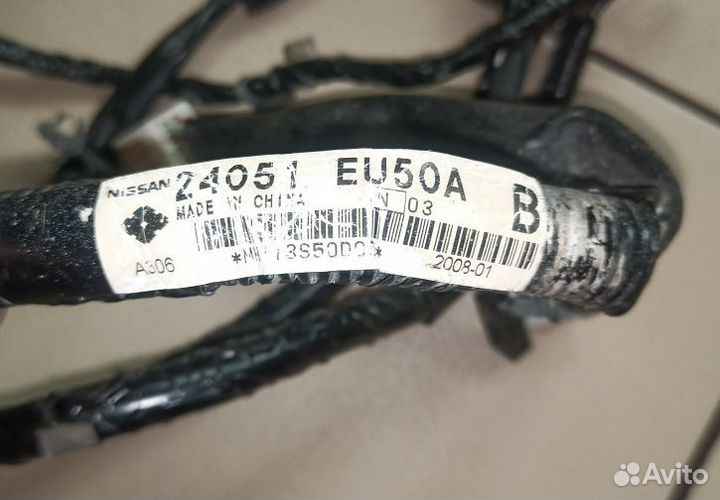 NISSAN 24051 EU50A
MADE IN CHINA N 03 B
A306 2008-01
Avito